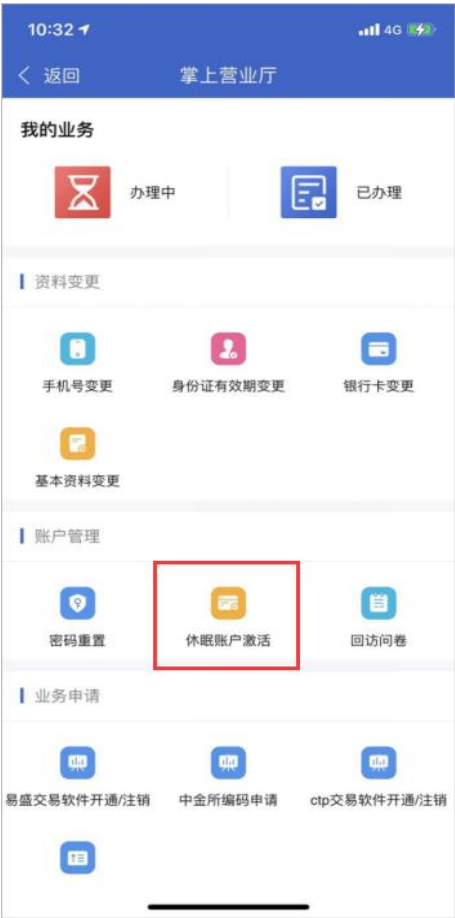 10:32
4G
返回
掌上营业厅
我的业务
办理中
已办理
资料变更
手机号变更
身份证有效期变更
银行卡变更
基本资料变更
账户管理
密码重置
休眠账户激活
回访问卷
业务申请
易盛交易软件开通/注销
中金所编码申请
ctp交易软件开通/注销